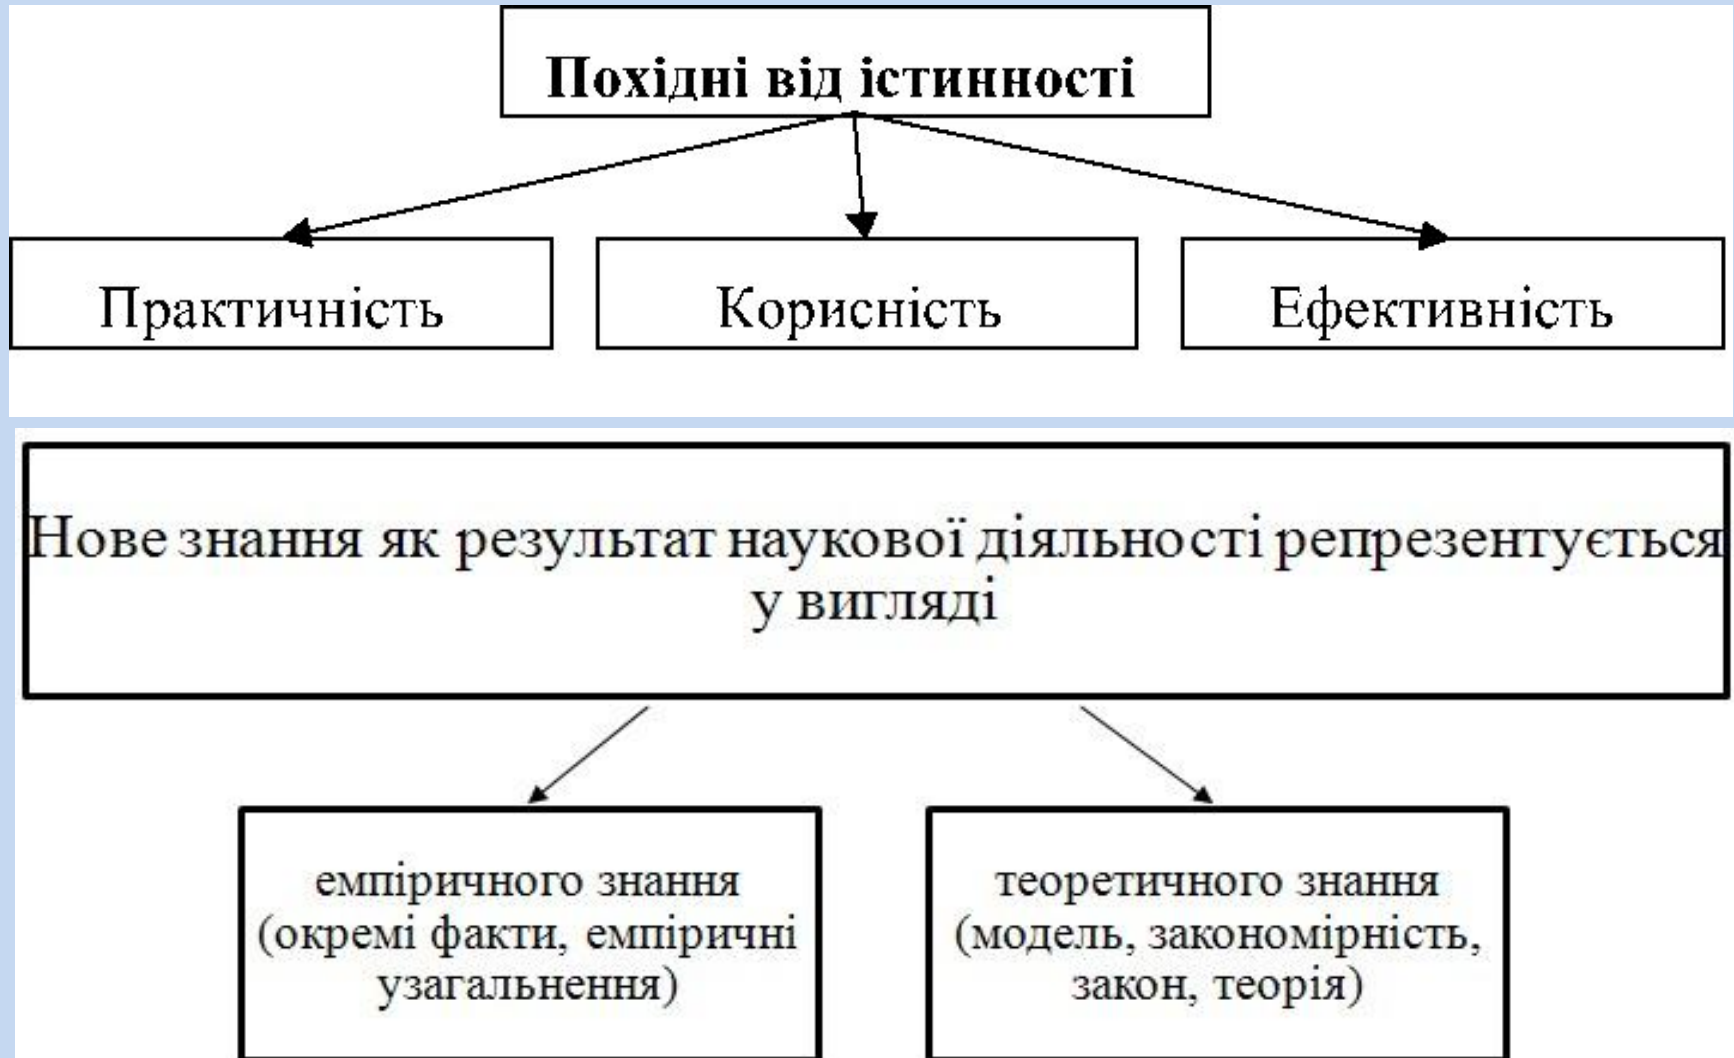 Похідні від істинності
Практичність
Корисність
Ефективність
Нове знання як результат наукової діяльності репрезентується
у вигляді
емпіричного знання
(окремі факти, емпіричні
узагальнення)
теоретичного знання
(модель, закономірність,
закон, теорія)